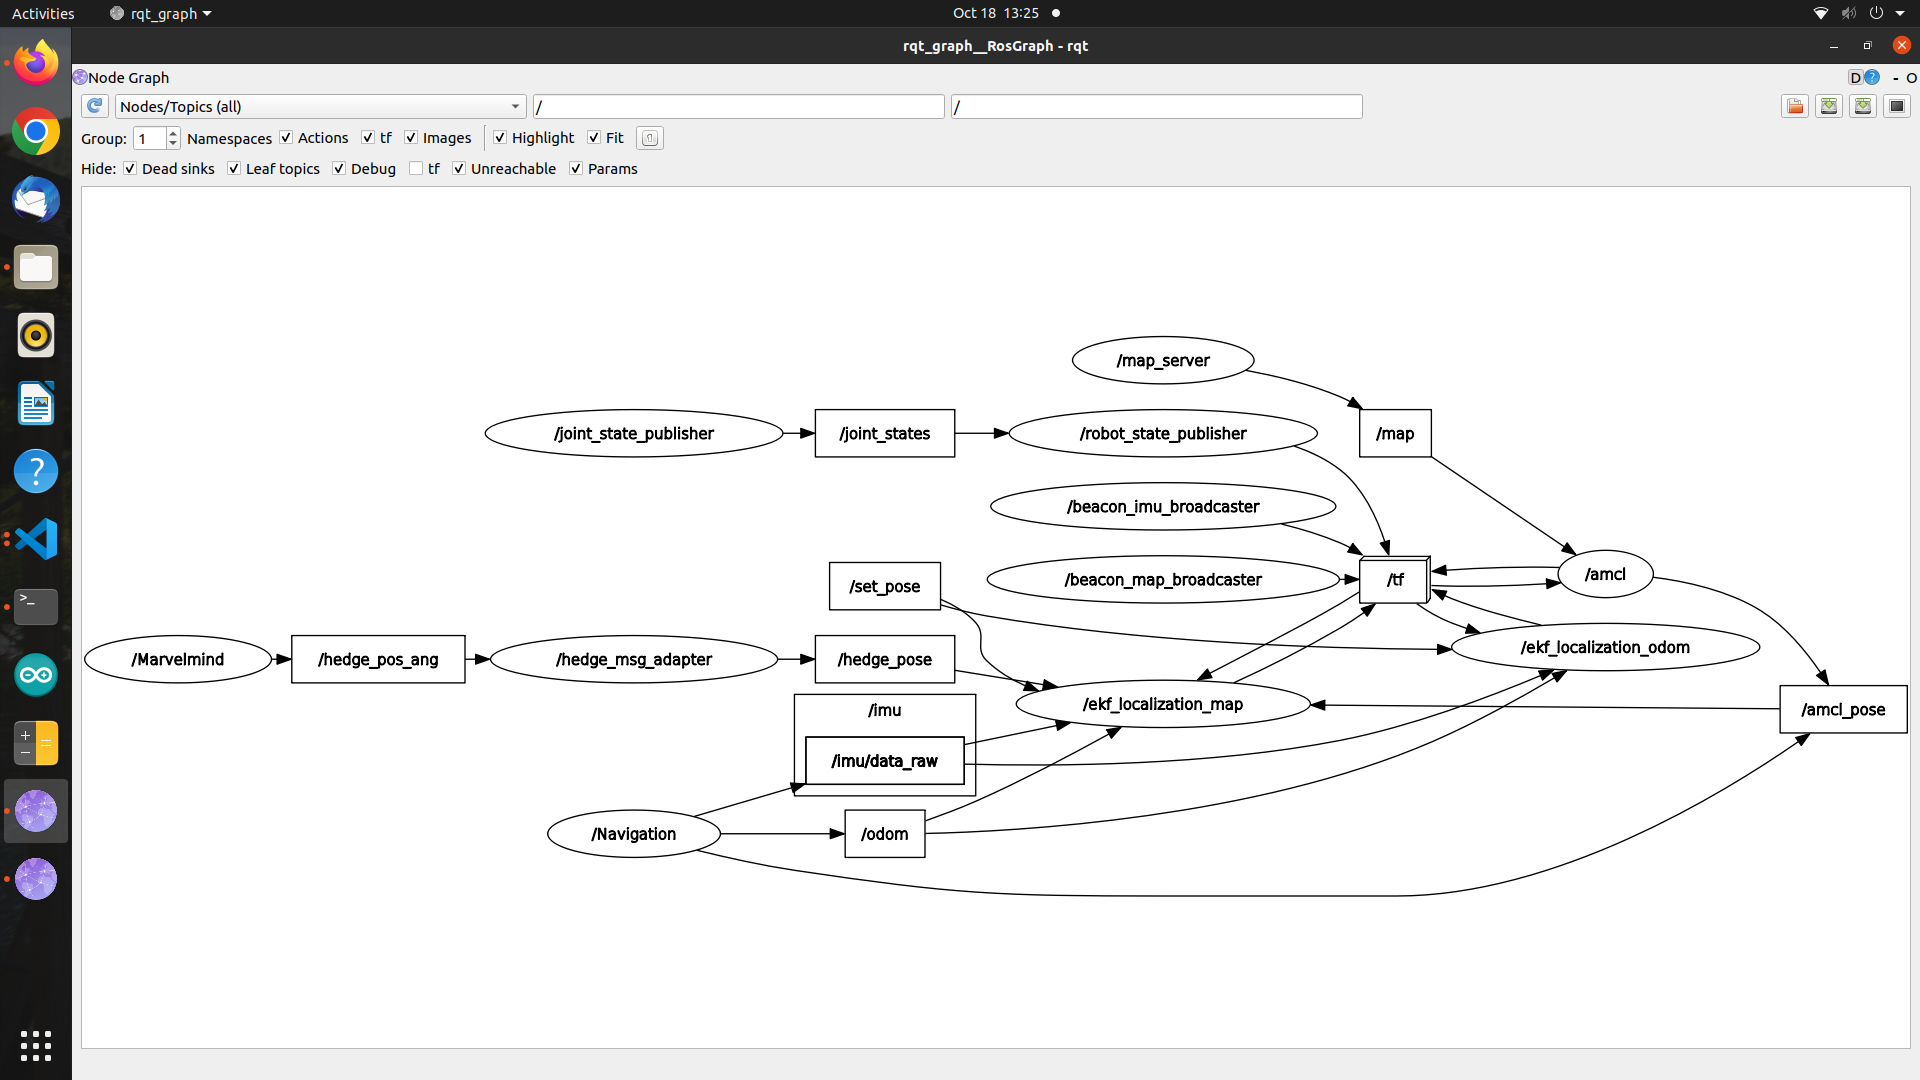 Activities rqt_graph Oct 18 13:25
rqt_graph__RosGraph - rqt
Node Graph D ? - O
Nodes/Topics (all) / /
Group: 1 Namespaces Actions tf Images Highlight Fit
Hide: Dead sinks Leaf topics Debug tf Unreachable Params
/map_server
/joint_state_publisher /joint_states /robot_state_publisher /map
/beacon_imu_broadcaster
/set_pose /beacon_map_broadcaster /tf /amcl
/ekf_localization_odom
/Marvelmind /hedge_pos_ang /hedge_msg_adapter /hedge_pose
/imu /ekf_localization_map /amcl_pose
/imu/data_raw
/Navigation /odom